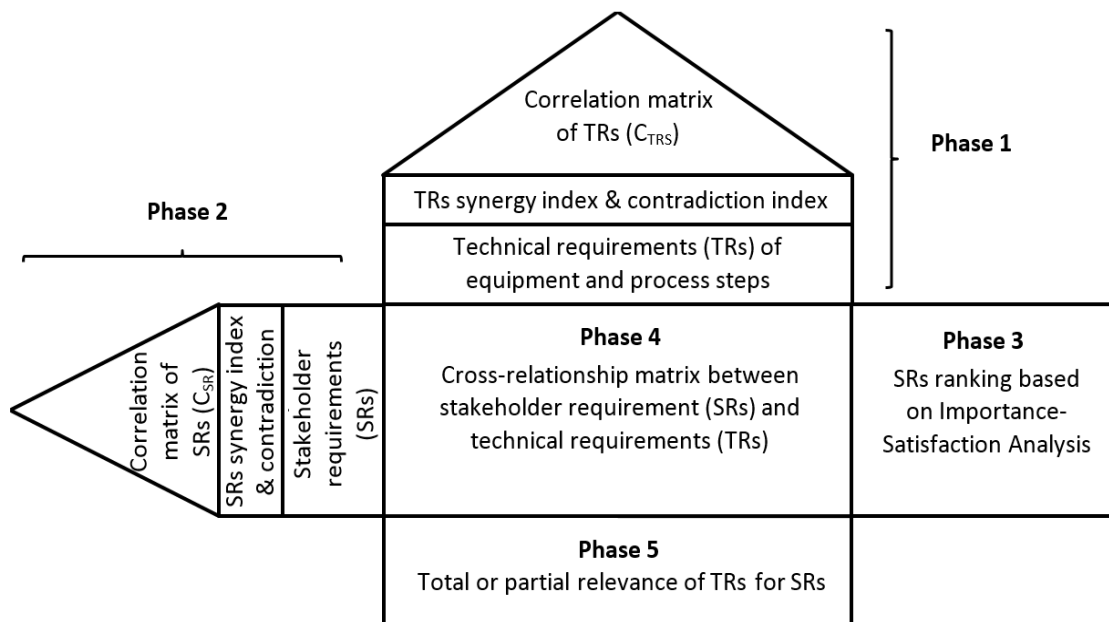 Correlation matrix
of TRs (C_TRS)
Phase 1
TRs synergy index & contradiction index
Phase 2
Technical requirements (TRs) of
equipment and process steps
Correlation
matrix of
SRs (C_SR)
SRs synergy index
& contradiction
Stakeholder
requirements
(SRs)
Phase 4
Cross-relationship matrix between
stakeholder requirement (SRs) and
technical requirements (TRs)
Phase 3
SRs ranking based
on Importance-
Satisfaction Analysis
Phase 5
Total or partial relevance of TRs for SRs